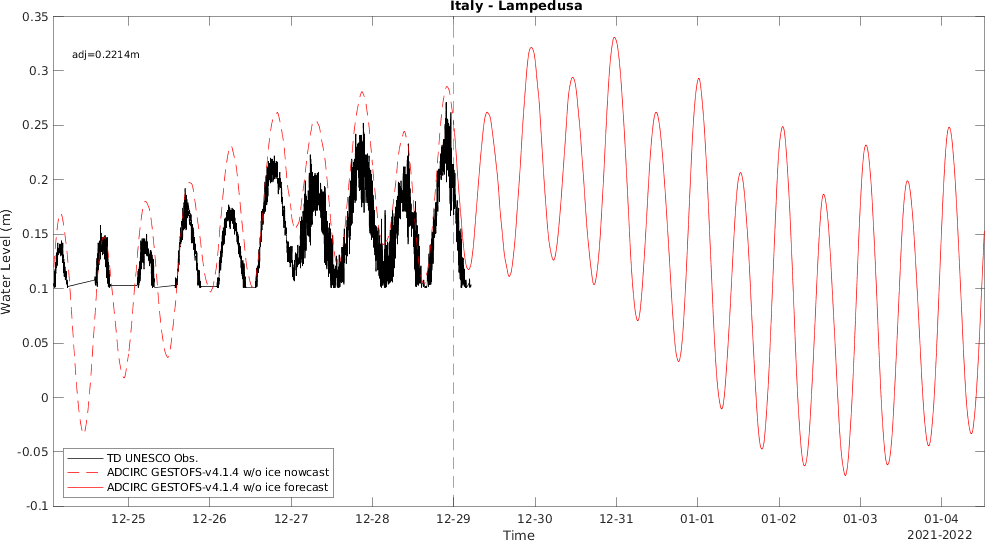 Italy - Lampedusa
0.35
adj=0.2214m
0.3
0.25
0.2
0.15
0.1
0.05
0
-0.05
-0.1
Water Level (m)
TD UNESCO Obs.
ADCIRC GESTOFS-v4.1.4 w/o ice nowcast
ADCIRC GESTOFS-v4.1.4 w/o ice forecast
12-25 12-26 12-27 12-28 12-29 12-30 12-31 01-01 01-02 01-03 01-04
Time
2021-2022